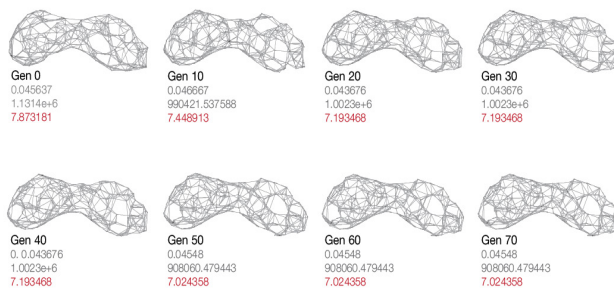 Gen 0
0.045637
1.1314e+6
7.873181
Gen 10
0.046667
990421.537588
7.448913
Gen 20
0.043676
1.0023e+6
7.193468
Gen 30
0.043676
1.0023e+6
7.193468
Gen 40
0. 0.043676
1.0023e+6
7.193468
Gen 50
0.04548
908060.479443
7.024358
Gen 60
0.04548
908060.479443
7.024358
Gen 70
0.04548
908060.479443
7.024358